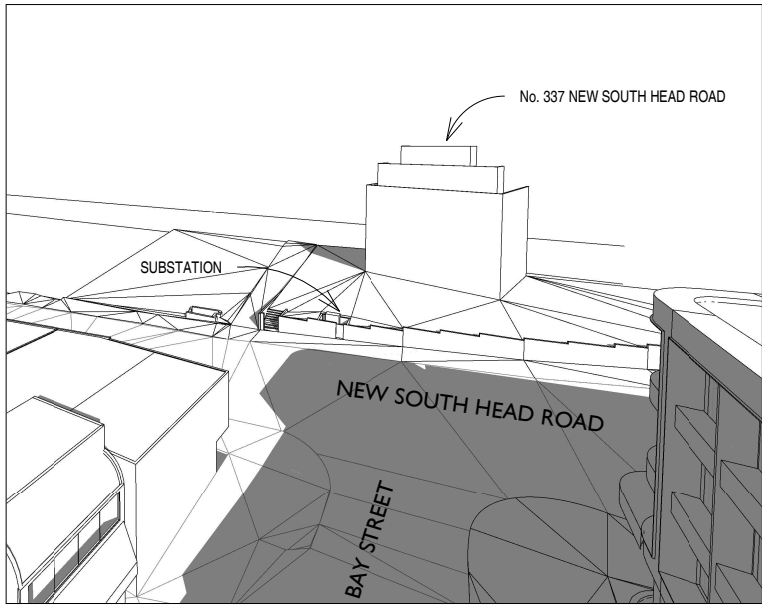 No. 337 NEW SOUTH HEAD ROAD
SUBSTATION
NEW SOUTH HEAD ROAD
BAY STREET